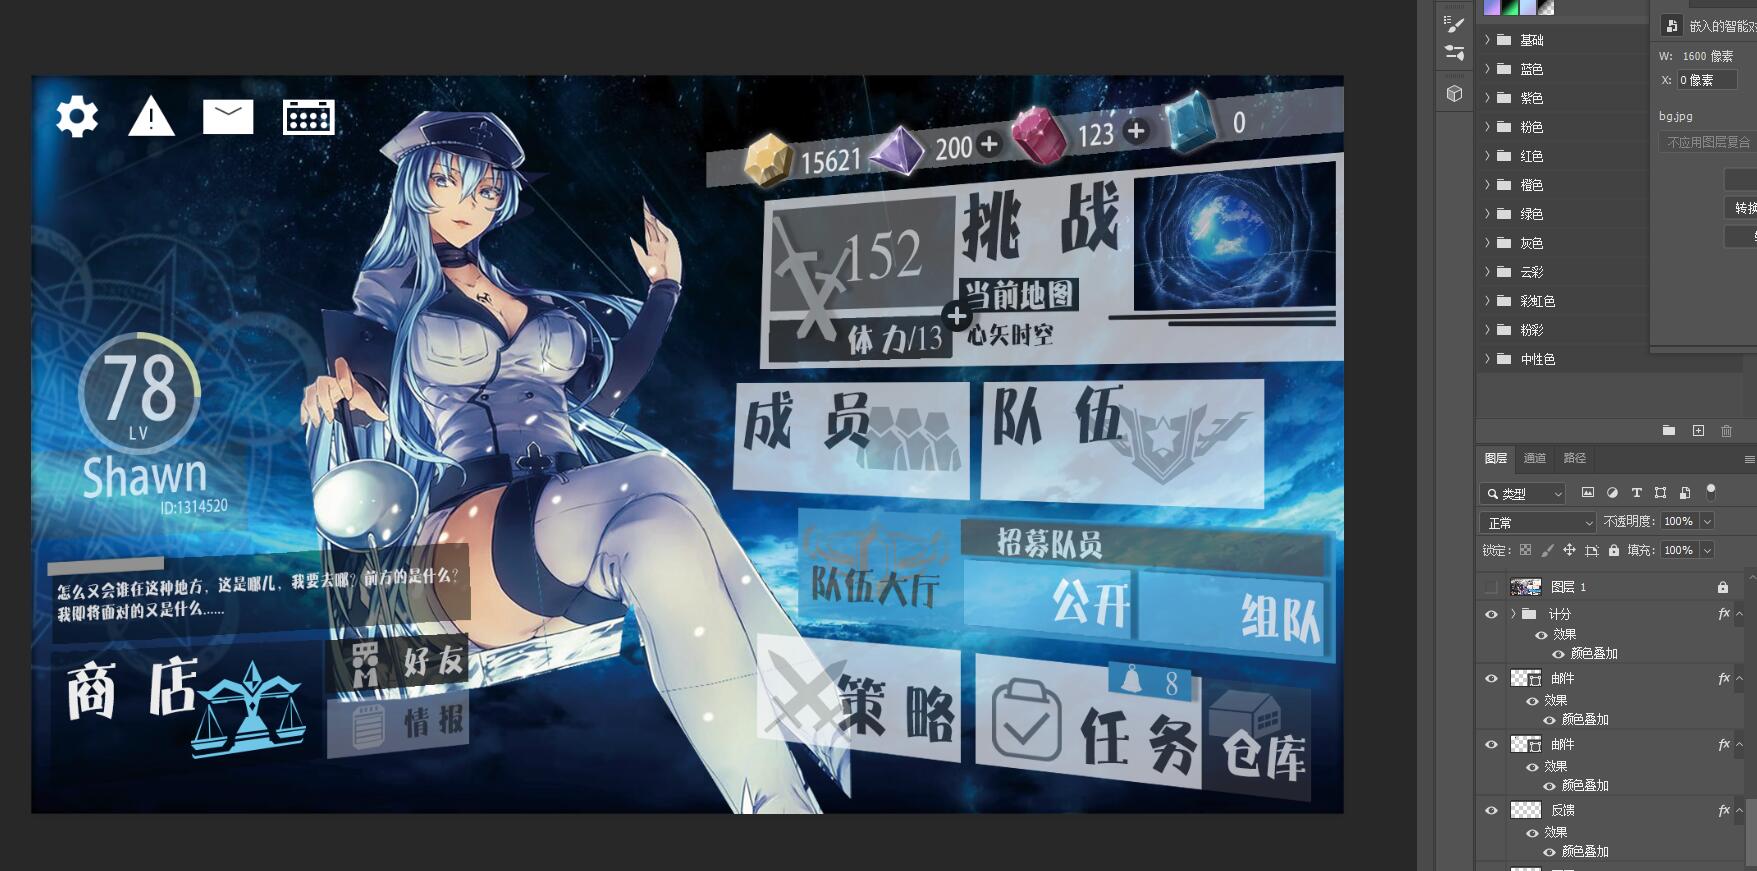 15621
200
123
0
挑 战
152
当前地图
体 力/13
心矢时空
78
LV
Shawn
ID:1314520
成 员
队 伍
招募队员
队伍大厅
公开
组队
怎么又会谁在这种地方，这是哪儿，我要去哪？前方的是什么？
我即将面对的又是什么......
商 店
好友
情 报
策 略
8
任 务
仓库
基础
蓝色
紫色
粉色
红色
橙色
绿色
灰色
云彩
彩虹色
粉彩
中性色
嵌入的智能对
W: 1600 像素
X: 0 像素
bg.jpg
不应用图层复合
转换
图层 通道 路径
类型
正常 不透明度: 100%
锁定: 填充: 100%
图层 1
计分 fx
效果
颜色叠加
邮件 fx
效果
颜色叠加
邮件 fx
效果
颜色叠加
反馈 fx
效果
颜色叠加